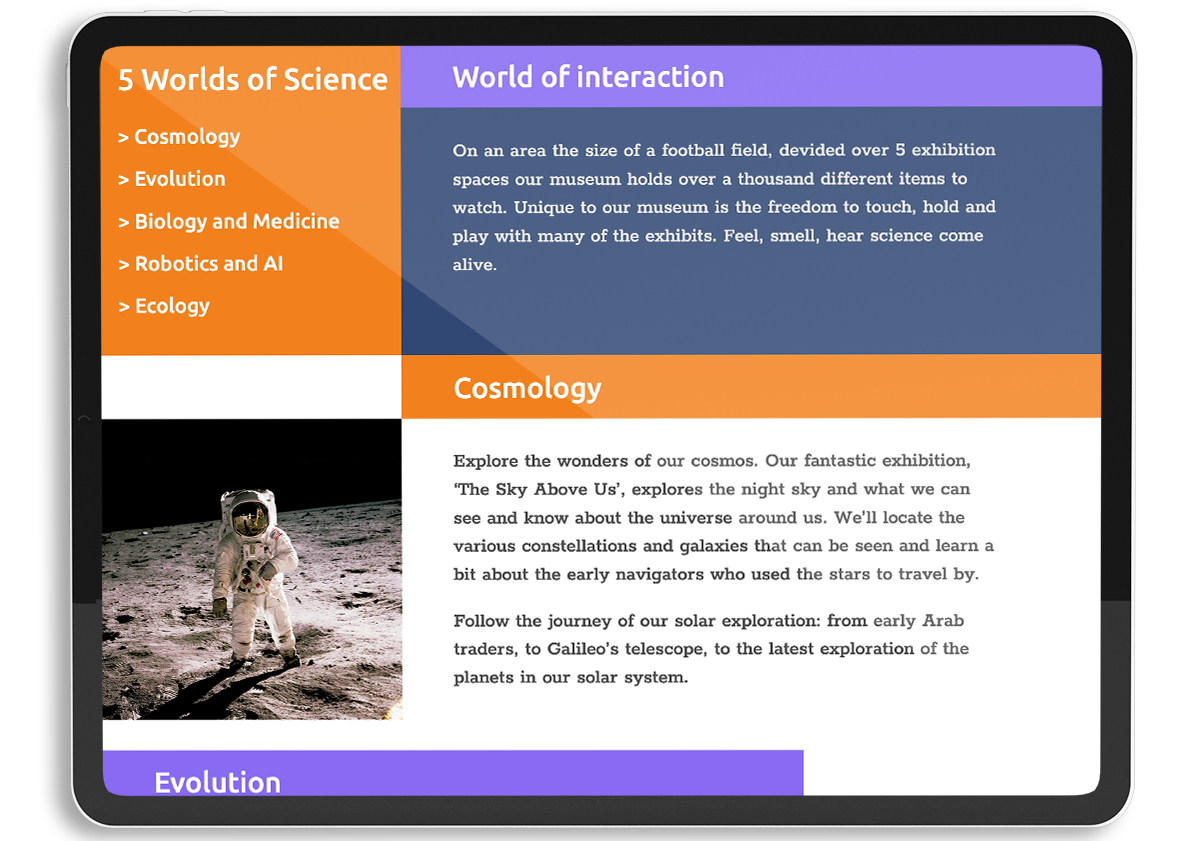 5 Worlds of Science
> Cosmology
> Evolution
> Biology and Medicine
> Robotics and AI
> Ecology
World of interaction
On an area the size of a football field, devided over 5 exhibition
spaces our museum holds over a thousand different items to
watch. Unique to our museum is the freedom to touch, hold and
play with many of the exhibits. Feel, smell, hear science come
alive.
Cosmology
Explore the wonders of our cosmos. Our fantastic exhibition,
‘The Sky Above Us’, explores the night sky and what we can
see and know about the universe around us. We’ll locate the
various constellations and galaxies that can be seen and learn a
bit about the early navigators who used the stars to travel by.
Follow the journey of our solar exploration: from early Arab
traders, to Galileo’s telescope, to the latest exploration of the
planets in our solar system.
Evolution